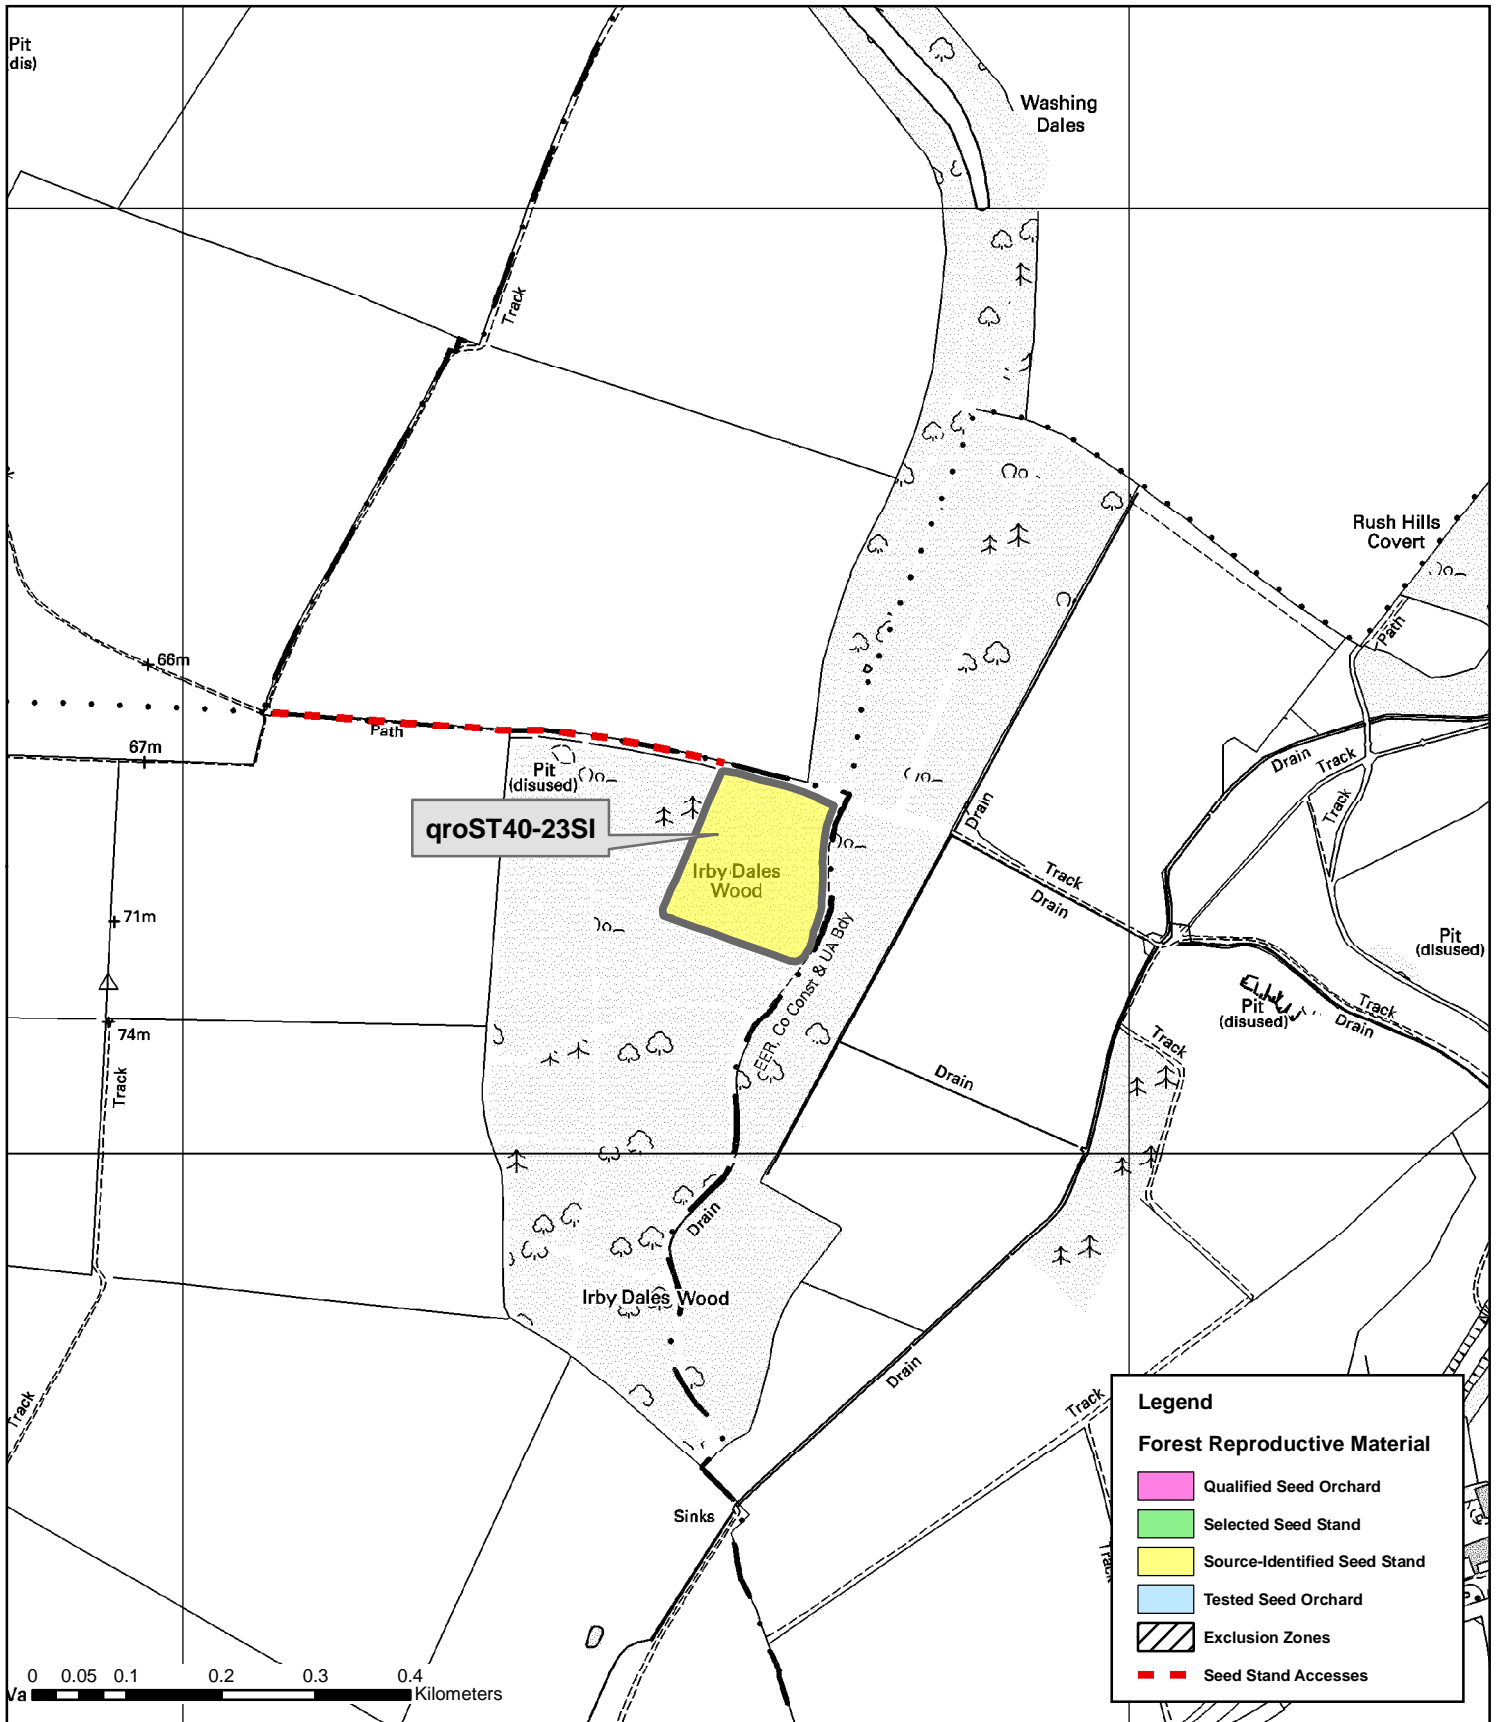 Pit
(dis)
Washing
Dales
Track
Rush Hills
Covert
Path
66m
Path
67m
Pit
(disused)
Drain
Track
Track
Drain
qroST40-23SI
Irby Dales
Wood
Track
Drain
71m
EER, Co Const & UA Bdy
Pit
(disused)
Pit
(disused)
Track
Drain
74m
Track
Track
Drain
Drain
Irby Dales Wood
Drain
Track
Track
Track
Sinks
Legend
Forest Reproductive Material
Qualified Seed Orchard
Selected Seed Stand
Source-Identified Seed Stand
Tested Seed Orchard
Exclusion Zones
Seed Stand Accesses
0 0.05 0.1 0.2 0.3 0.4
Kilometers